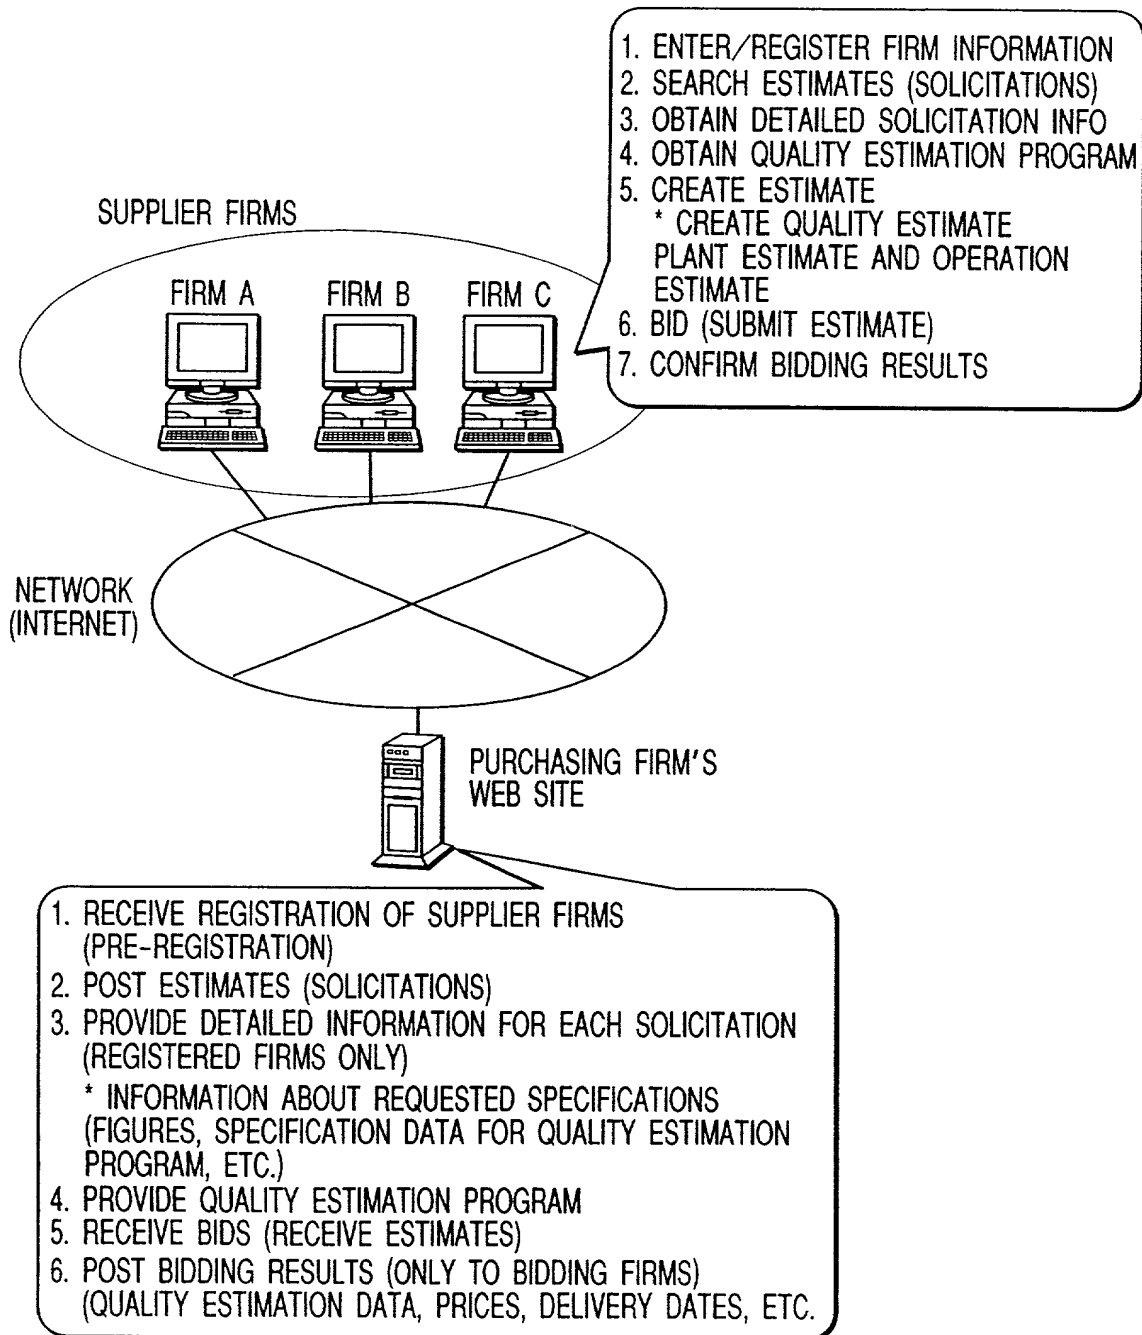 1. ENTER/REGISTER FIRM INFORMATION
2. SEARCH ESTIMATES (SOLICITATIONS)
3. OBTAIN DETAILED SOLICITATION INFO
4. OBTAIN QUALITY ESTIMATION PROGRAM
5. CREATE ESTIMATE
* CREATE QUALITY ESTIMATE
PLANT ESTIMATE AND OPERATION
ESTIMATE
6. BID (SUBMIT ESTIMATE)
7. CONFIRM BIDDING RESULTS
SUPPLIER FIRMS
FIRM A
FIRM B
FIRM C
NETWORK
(INTERNET)
PURCHASING FIRM'S
WEB SITE
1. RECEIVE REGISTRATION OF SUPPLIER FIRMS
(PRE-REGISTRATION)
2. POST ESTIMATES (SOLICITATIONS)
3. PROVIDE DETAILED INFORMATION FOR EACH SOLICITATION
(REGISTERED FIRMS ONLY)
* INFORMATION ABOUT REQUESTED SPECIFICATIONS
(FIGURES, SPECIFICATION DATA FOR QUALITY ESTIMATION
PROGRAM, ETC.)
4. PROVIDE QUALITY ESTIMATION PROGRAM
5. RECEIVE BIDS (RECEIVE ESTIMATES)
6. POST BIDDING RESULTS (ONLY TO BIDDING FIRMS)
(QUALITY ESTIMATION DATA, PRICES, DELIVERY DATES, ETC.